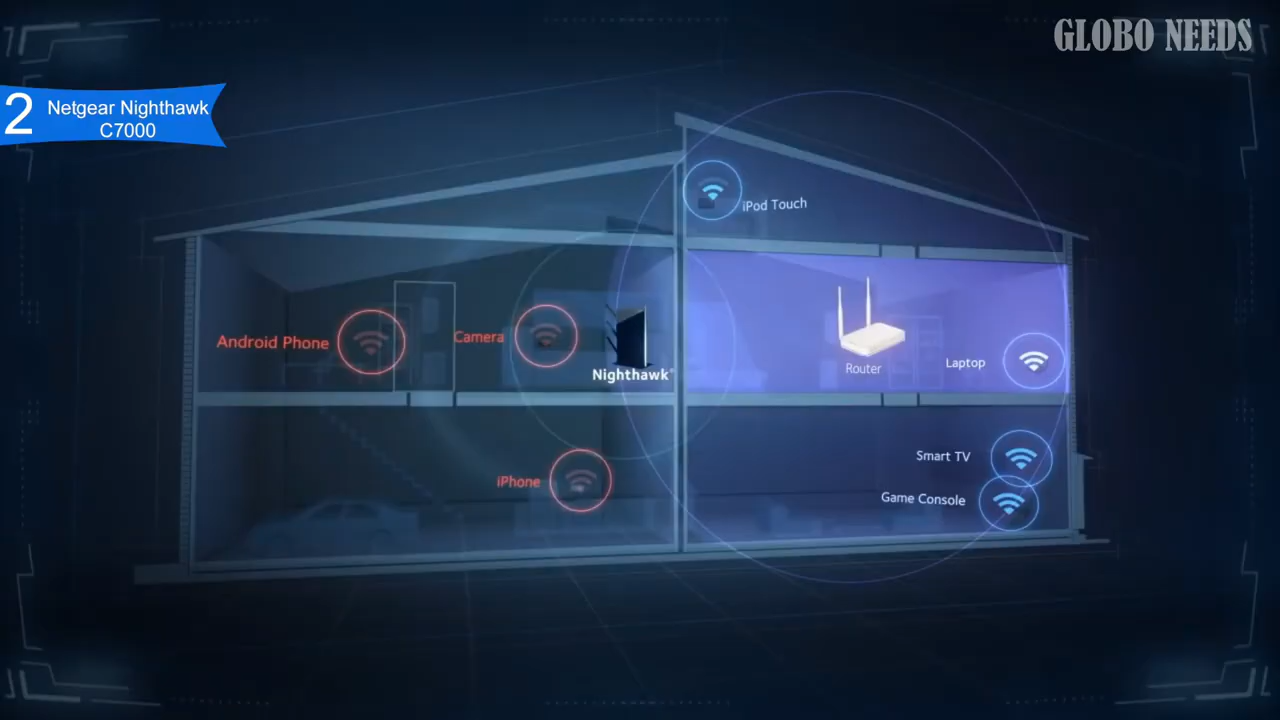 GLOBO NEEDS
2
Netgear Nighthawk
C7000
iPod Touch
Android Phone
Camera
Nighthawk®
Router
Laptop
Smart TV
Game Console
iPhone